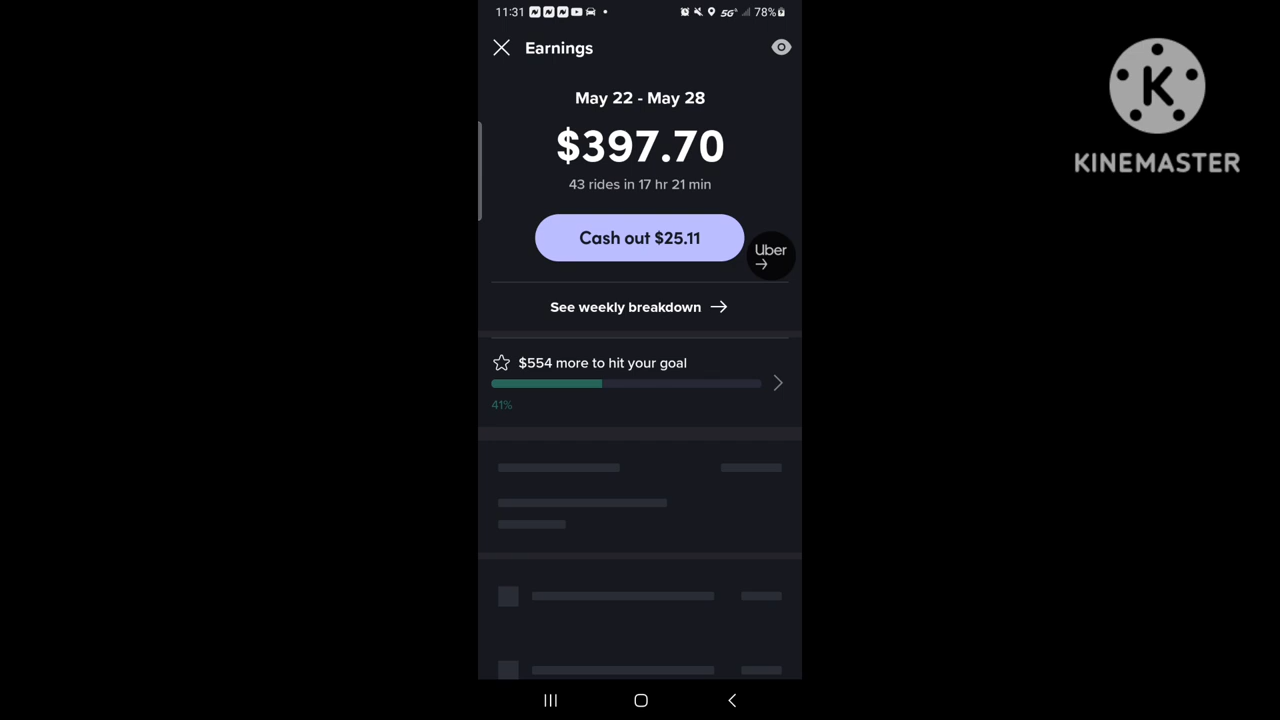 11:31
5G
78%
Earnings
May 22 - May 28
$397.70
43 rides in 17 hr 21 min
Cash out $25.11
Uber
See weekly breakdown
$554 more to hit your goal
41%
K
KINEMASTER